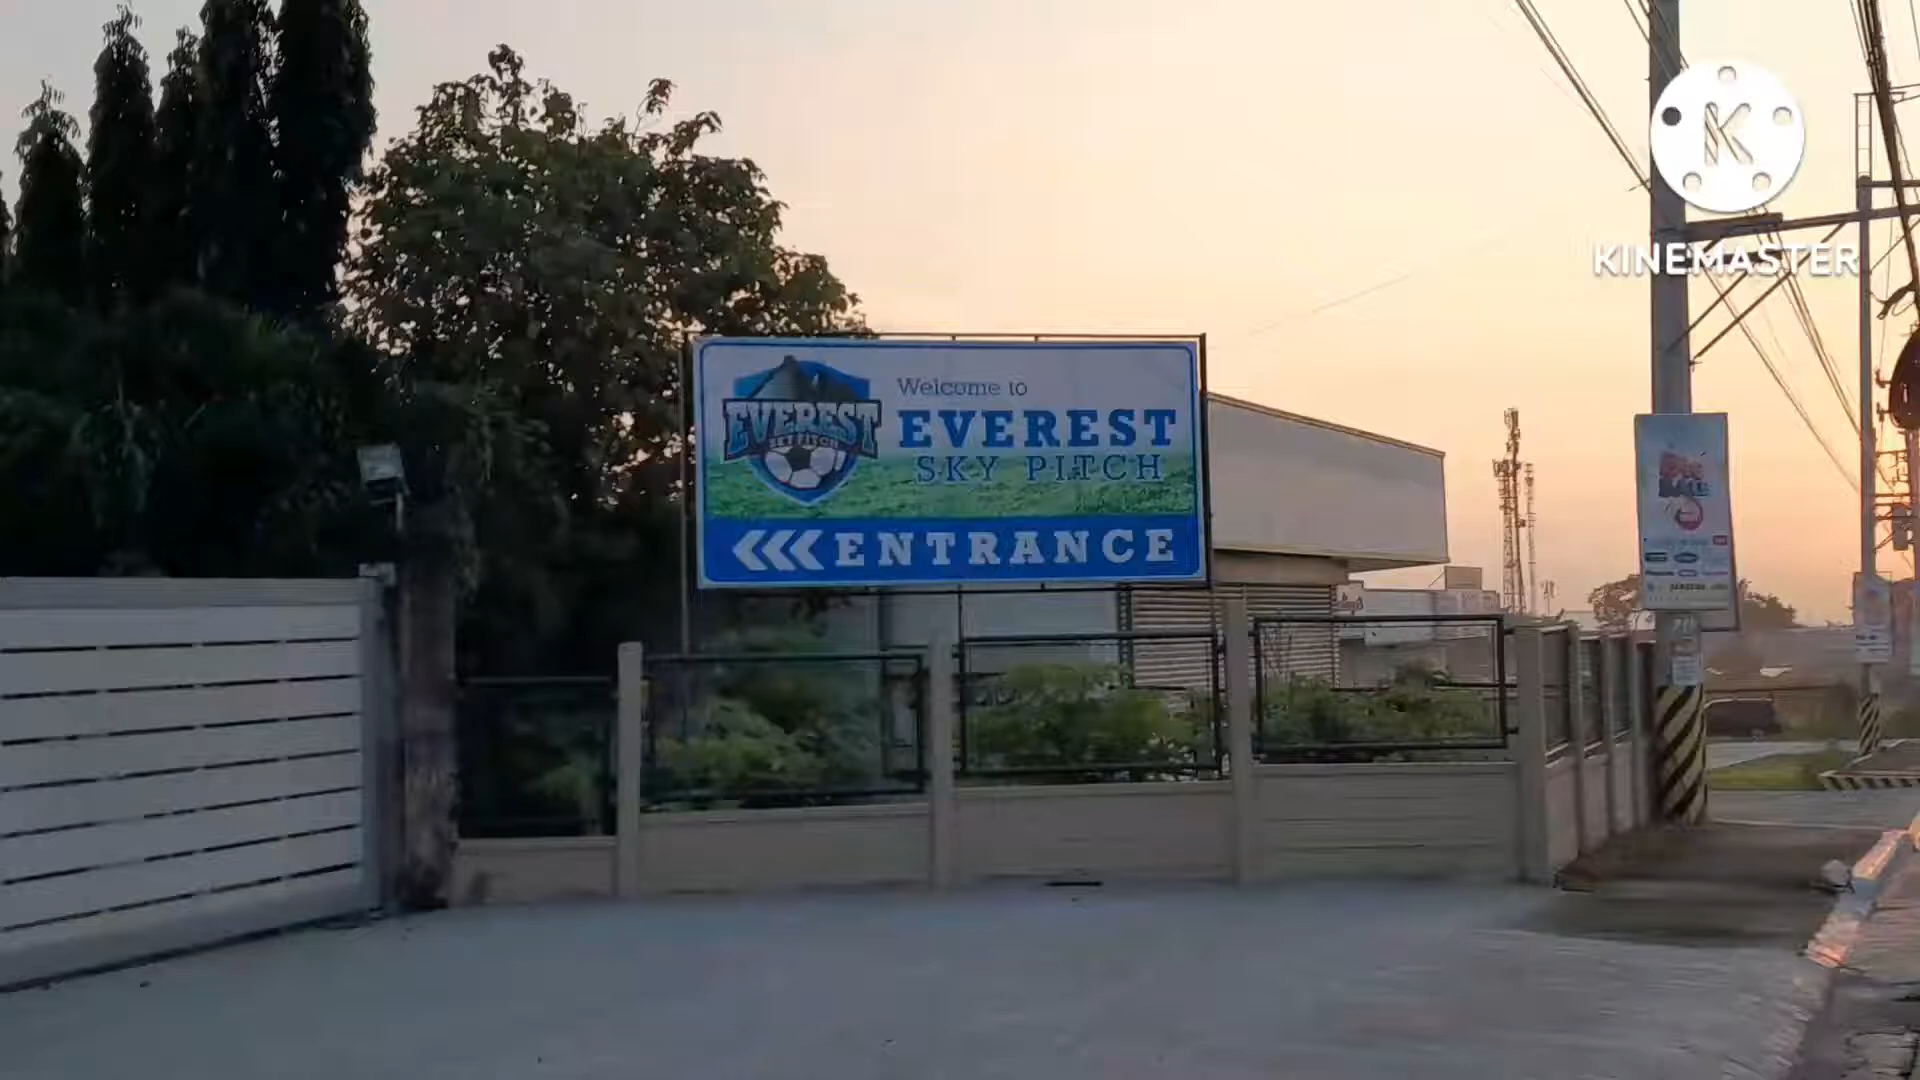 KINEMASTER
Welcome to
EVEREST
SKY PITCH
EVEREST
SKY PITCH
ENTRANCE